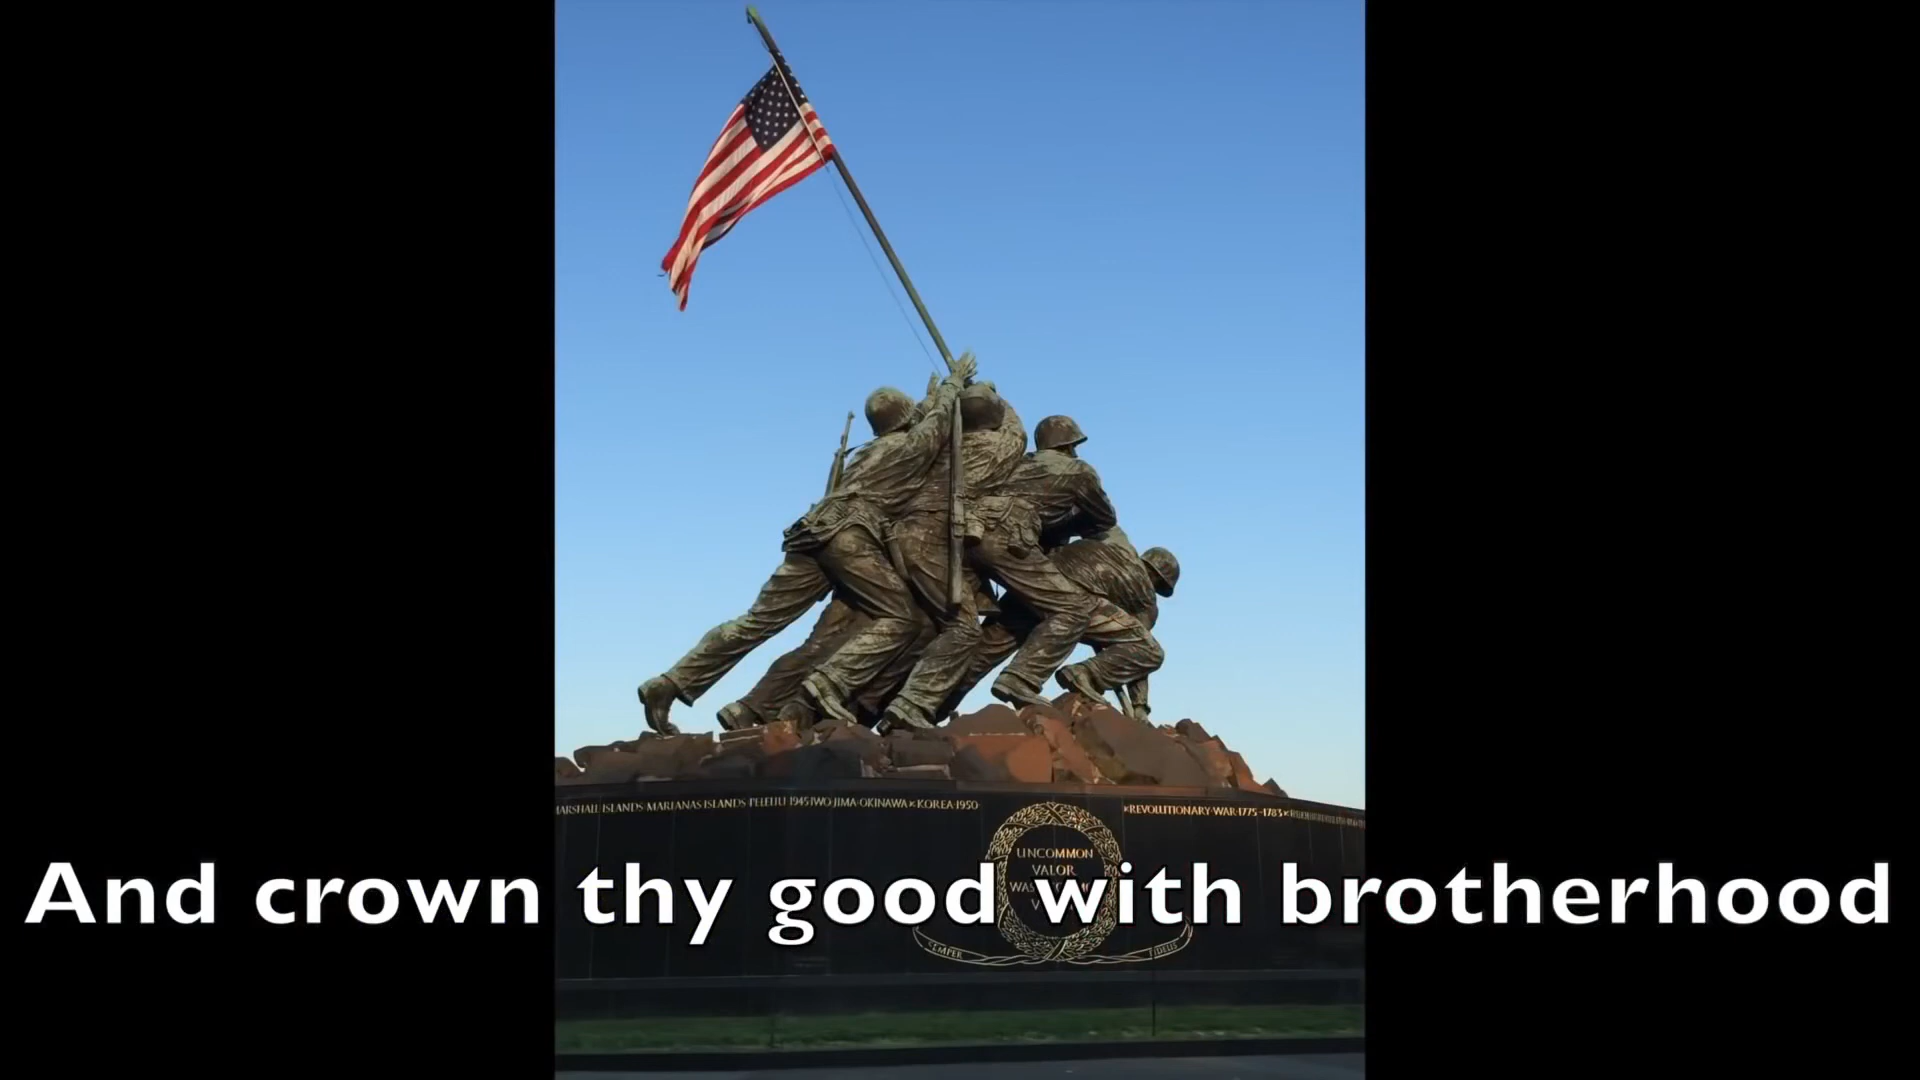 MARSHALL ISLANDS · MARIANAS ISLANDS · PELELIU 1945 IWO JIMA · OKINAWA × KOREA 1950
× REVOLUTIONARY · WAR · 1775 - 1783 ×
UNCOMMON
VALOR
And crown thy good with brotherhood
SEMPER